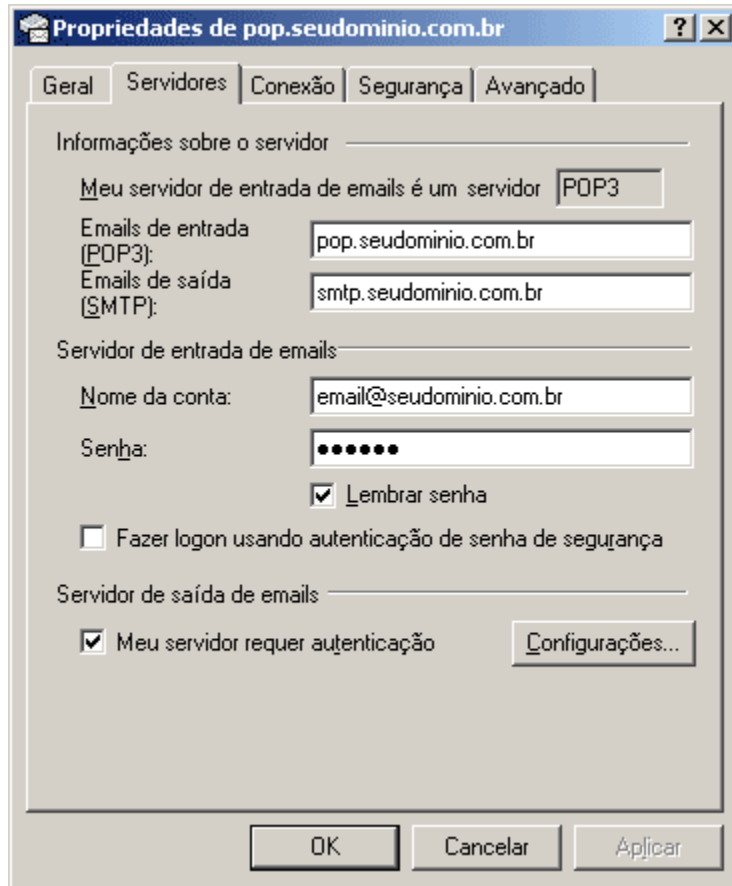 Propriedades de pop.seudominio.com.br
Geral Servidores Conexão Segurança Avançado
Informações sobre o servidor
Meu servidor de entrada de emails é um servidor POP3
Emails de entrada
(POP3):
pop.seudominio.com.br
Emails de saída
(SMTP):
smtp.seudominio.com.br
Servidor de entrada de emails
Nome da conta: email@seudominio.com.br
Senha: ●●●●●●
Lembrar senha
Fazer logon usando autenticação de senha de segurança
Servidor de saída de emails
Meu servidor requer autenticação Configurações...
OK Cancelar Aplicar